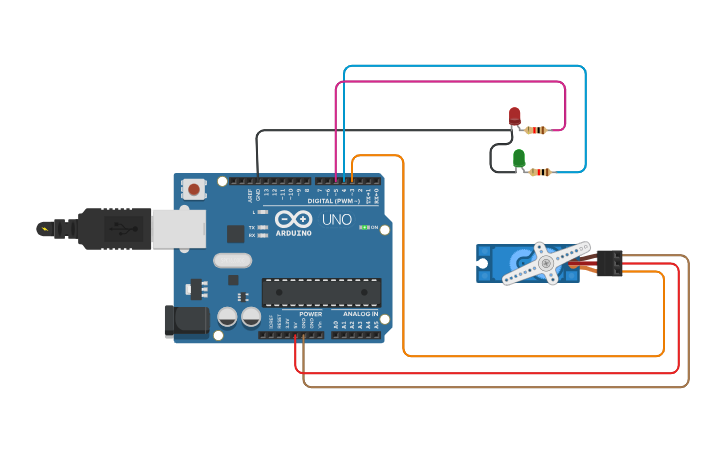 AREF
GND
13
12
~11
~10
~9
8
7
~6
~5
4
~3
2
TX→1
RX←0
DIGITAL (PWM ~)
L
TX
RX
UNO
ARDUINO
ON
POWER
ANALOG IN
IOREF
RESET
3.3V
5V
GND
GND
Vin
A0
A1
A2
A3
A4
A5